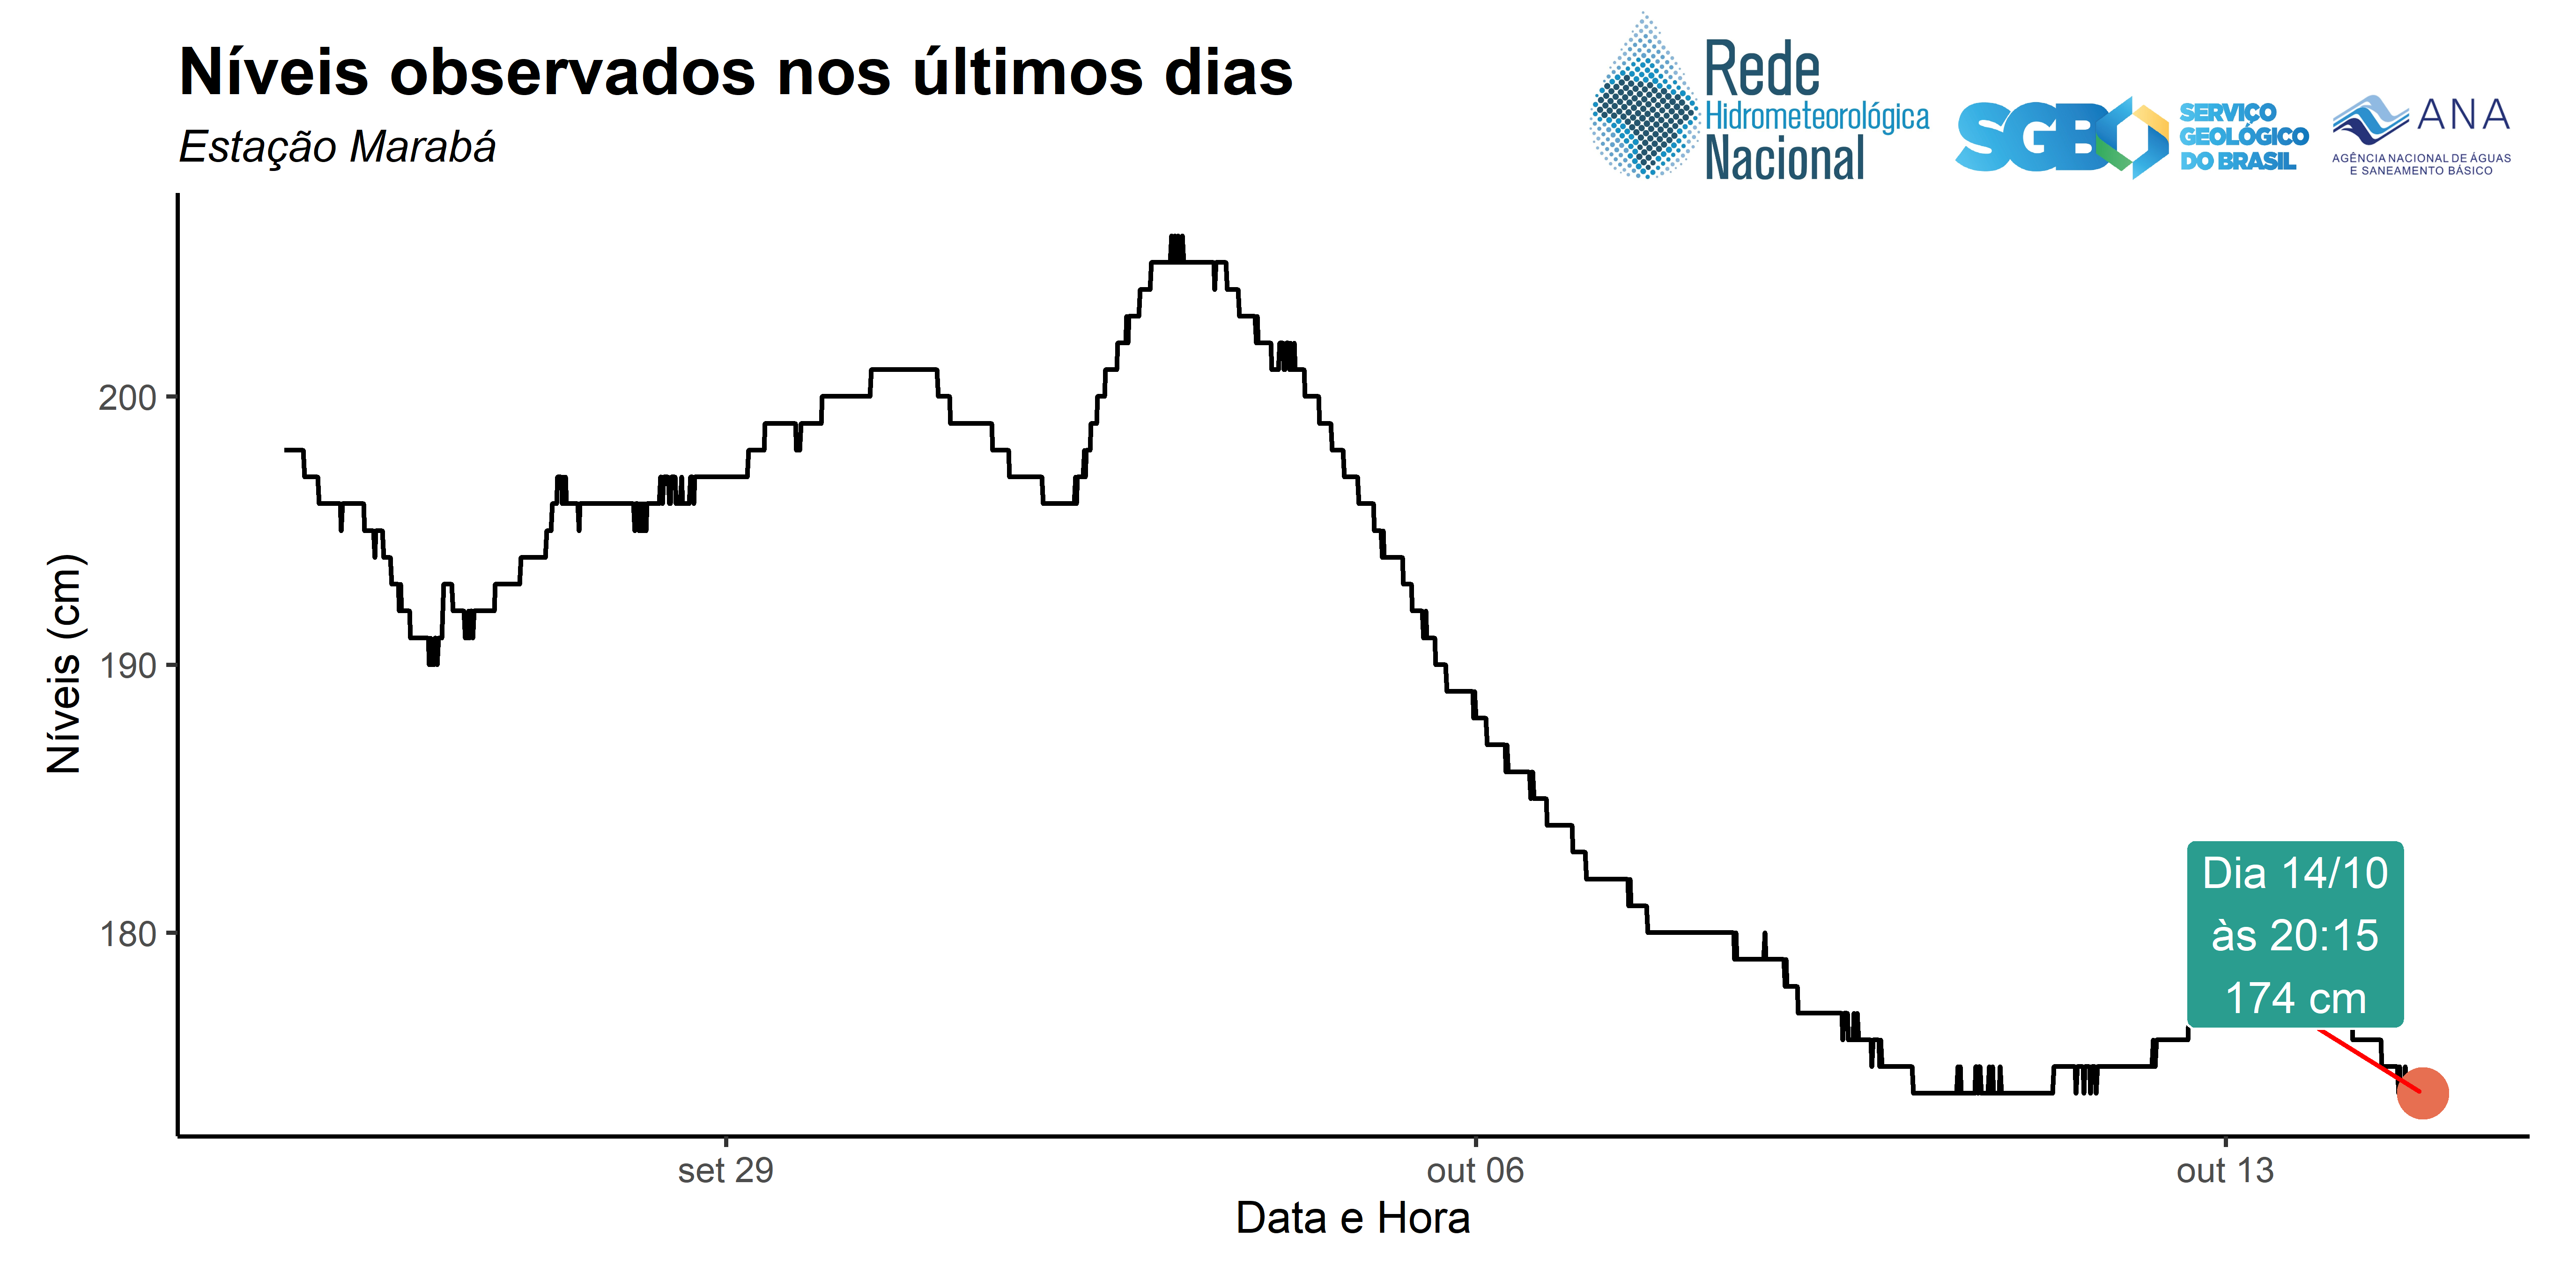 Níveis observados nos últimos dias
Estação Marabá
Rede
Hidrometeorológica
Nacional
SGB
SERVIÇO
GEOLÓGICO
DO BRASIL
ANA
AGÊNCIA NACIONAL DE ÁGUAS
E SANEAMENTO BÁSICO
Níveis (cm)
200
190
180
Dia 14/10
às 20:15
174 cm
set 29
out 06
out 13
Data e Hora